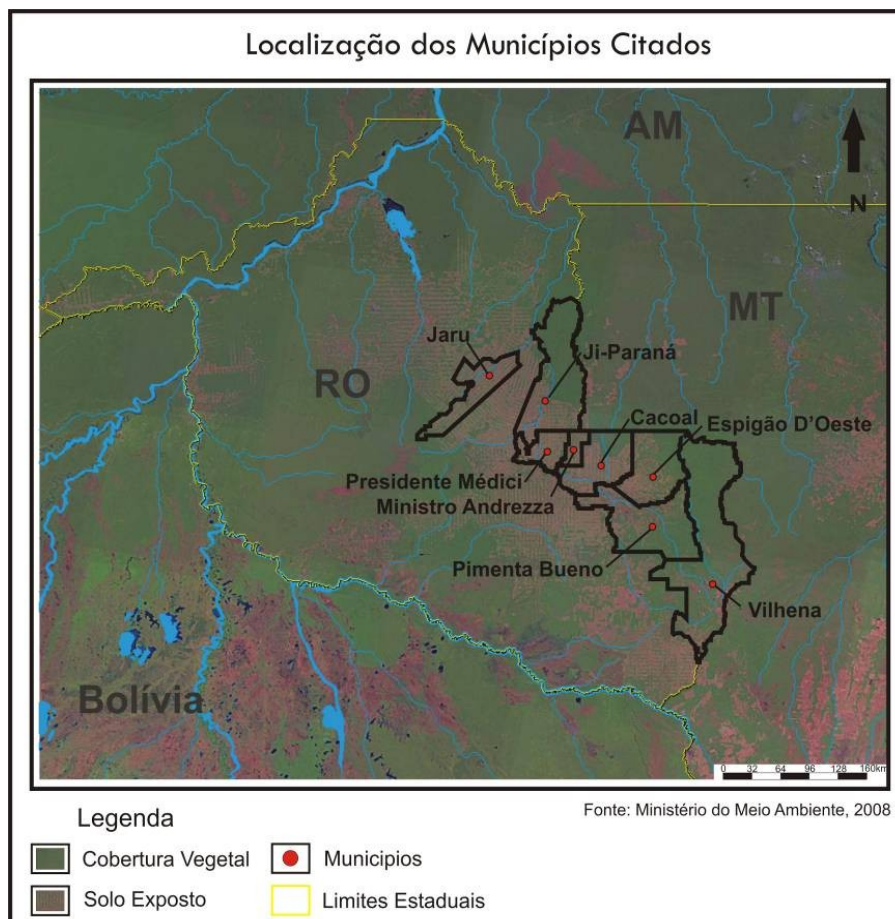 Localização dos Municípios Citados
AM
N
MT
Jaru
Ji-Paraná
RO
Cacoal
Espigão D'Oeste
Presidente Médici
Ministro Andrezza
Pimenta Bueno
Vilhena
Bolívia
0 32 64 96 128 160km
Fonte: Ministério do Meio Ambiente, 2008
Legenda
Cobertura Vegetal
Municipios
Solo Exposto
Limites Estaduais